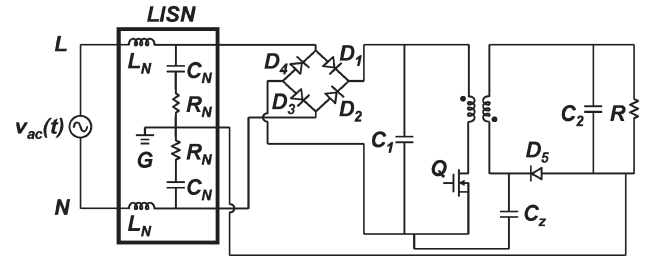 LISN
L
L_N
C_N
D_4
D_1
R_N
D_3
D_2
C_2
R
v_ac(t)
C_1
D_5
G
R_N
Q
C_N
C_z
N
L_N